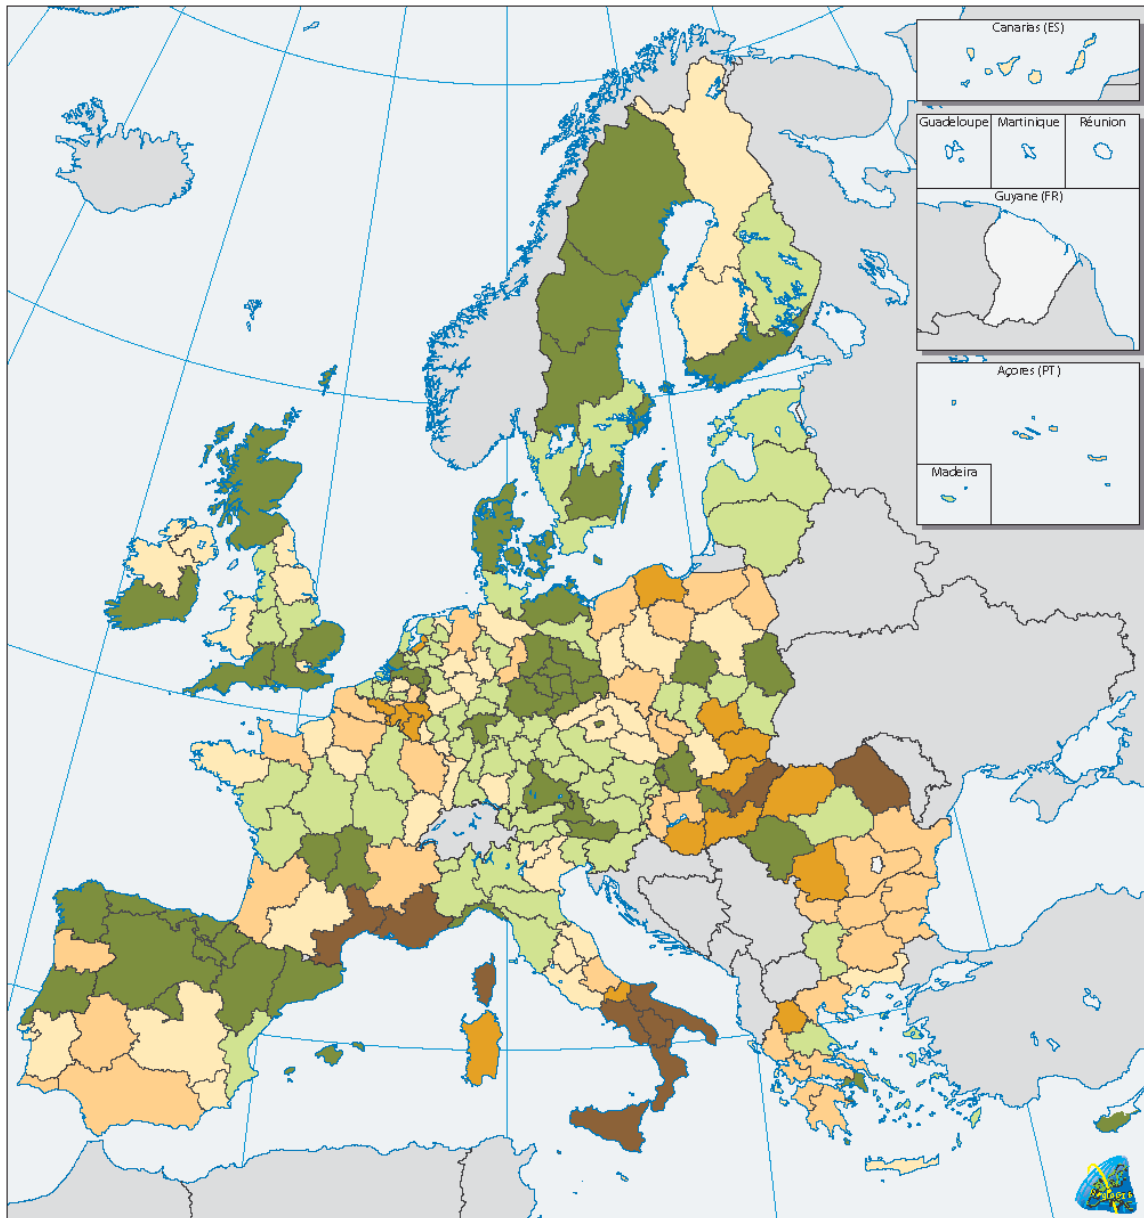 Canarias (ES)
Guadeloupe
Martinique
Réunion
Guyane (FR)
Açores (PT)
Madeira